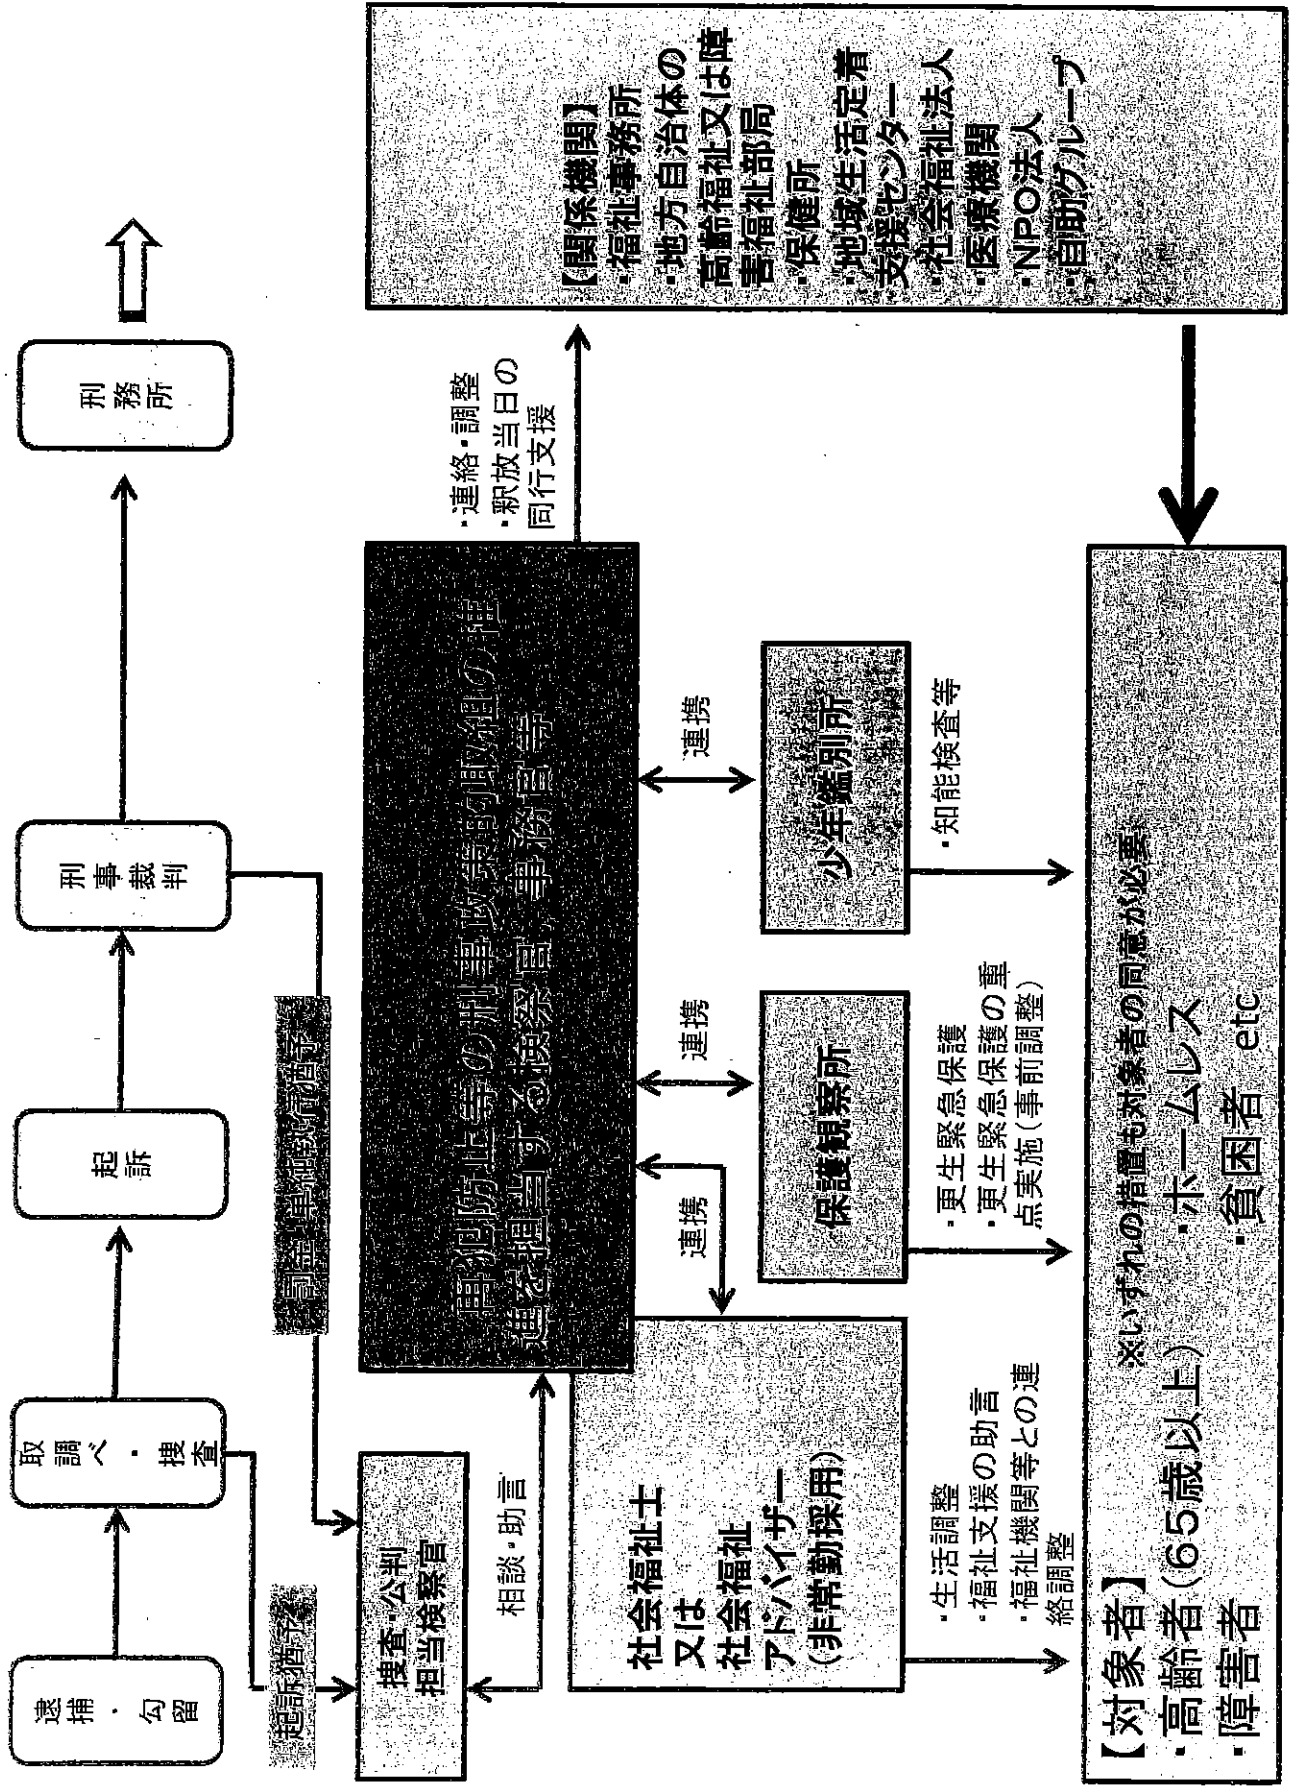 逮捕・勾留
取調べ・捜査
起訴
刑事裁判
刑務所
起訴猶予
罰金・単純執行猶予
捜査・公判
担当検察官
相談・助言
再犯防止等の刑事政策的取組の推
進を担当する検察官・事務官等
・連絡・調整
・釈放当日の
同行支援
【関係機関】
・福祉事務所
・地方自治体の
高齢福祉又は障
害福祉部局
・保健所
・地域生活定着
支援センター
・社会福祉法人
・医療機関
・NPO法人
・自助グループ
社会福祉士
又は
社会福祉
アドバイザー
(非常勤採用)
連携
連携
連携
保護観察所
少年鑑別所
・生活調整
・福祉支援の助言
・福祉機関等との連
絡調整
・更生緊急保護
・更生緊急保護の重
点実施(事前調整)
・知能検査等
【対象者】
※いずれの措置も対象者の同意が必要
・高齢者(65歳以上)
・ホームレス
・障害者
・貧困者 etc